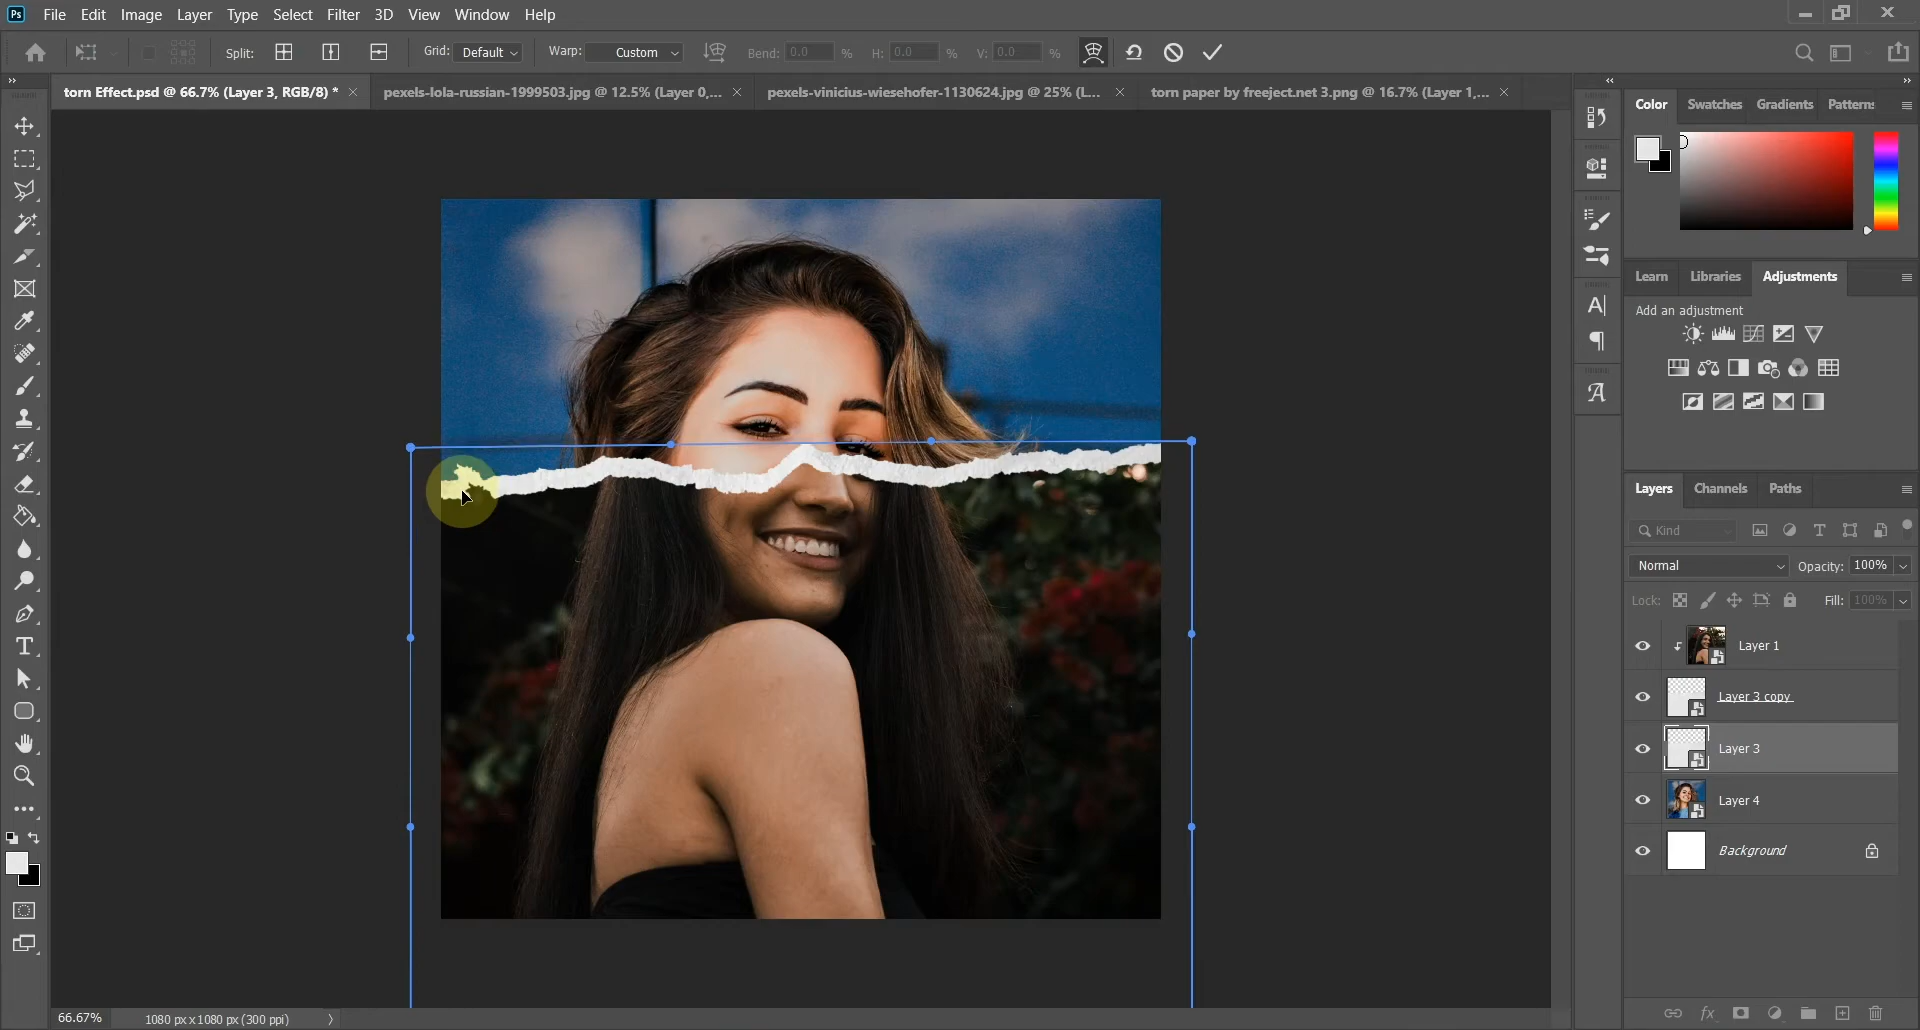 Ps File Edit Image Layer Type Select Filter 3D View Window Help
Split: Grid: Default Warp: Custom Bend: 0.0 % H: 0.0 % V: 0.0 %
torn Effect.psd @ 66.7% (Layer 3, RGB/8) * pexels-lola-russian-1999503.jpg @ 12.5% (Layer 0,... pexels-vinicius-wiesehofer-1130624.jpg @ 25% (L... torn paper by freeject.net 3.png @ 16.7% (Layer 1,...
Color Swatches Gradients Patterns
Learn Libraries Adjustments
Add an adjustment
Layers Channels Paths
Kind
Normal Opacity: 100%
Lock: Fill: 100%
Layer 1
Layer 3 copy
Layer 3
Layer 4
Background
66.67% 1080 px x 1080 px (300 ppi)